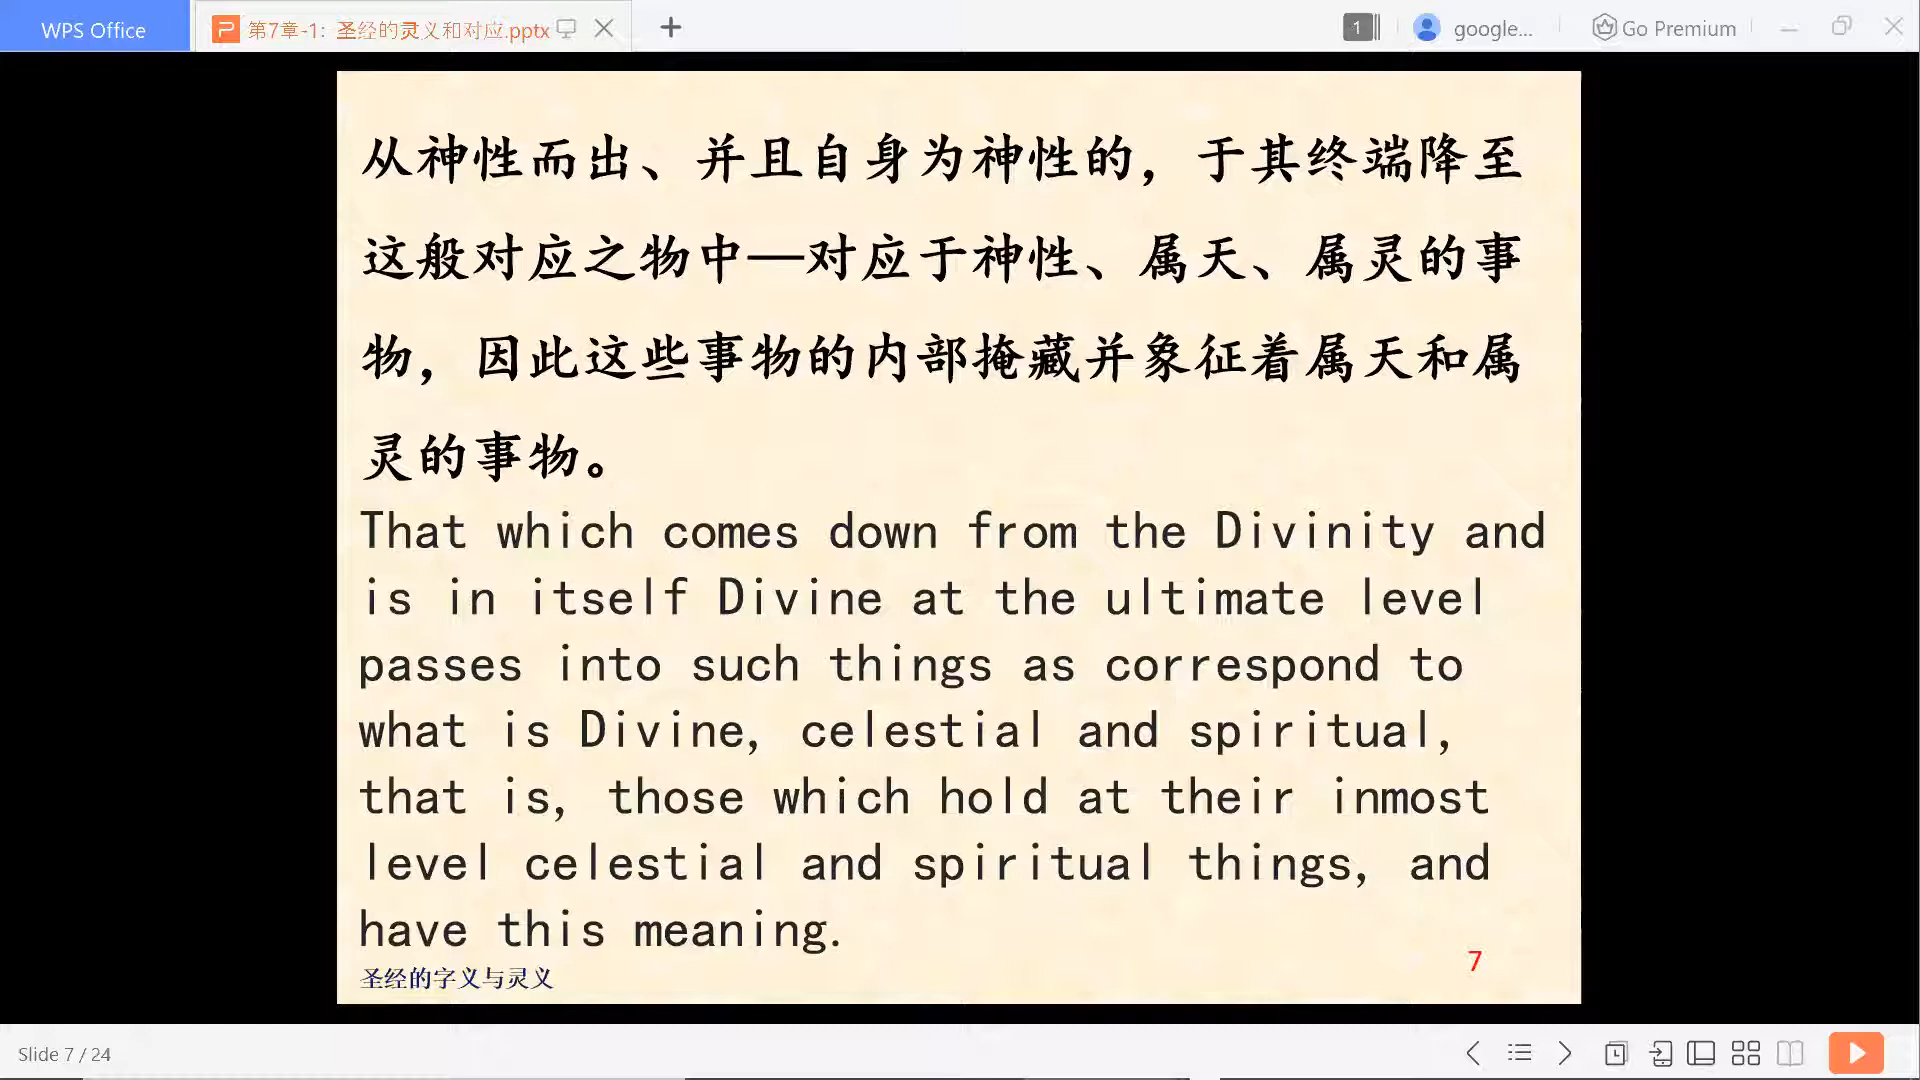 WPS Office
第7章-1: 圣经的灵义和对应.pptx
1
google...
Go Premium
从神性而出、并且自身为神性的，于其终端降至
这般对应之物中—对应于神性、属天、属灵的事
物，因此这些事物的内部掩藏并象征着属天和属
灵的事物。
That which comes down from the Divinity and
is in itself Divine at the ultimate level
passes into such things as correspond to
what is Divine, celestial and spiritual,
that is, those which hold at their inmost
level celestial and spiritual things, and
have this meaning.
7
圣经的字义与灵义
Slide 7 / 24